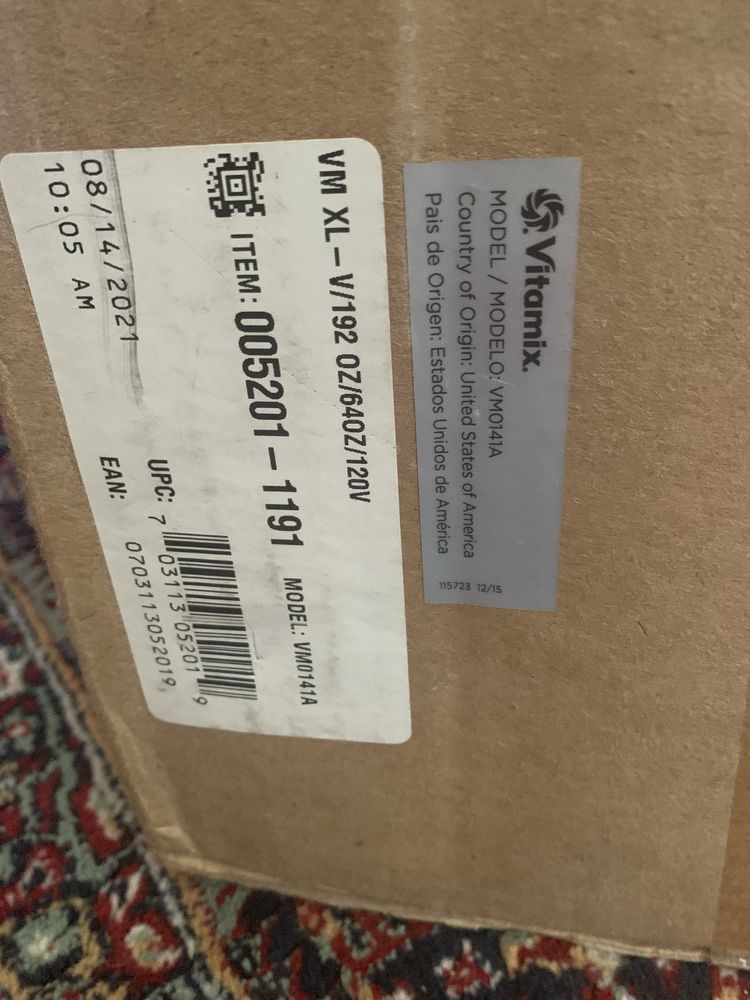 Vitamix.
MODEL / MODELO: VM0141A
Country of Origin: United States of America
Pais de Origen: Estados Unidos de América
115723 12/15
VM XL-V/192 OZ/64OZ/120V
ITEM: 005201-1191 MODEL: VM0141A
UPC: 7 03113 05201 9
EAN: 0703113052019
08/14/2021
10:05 AM